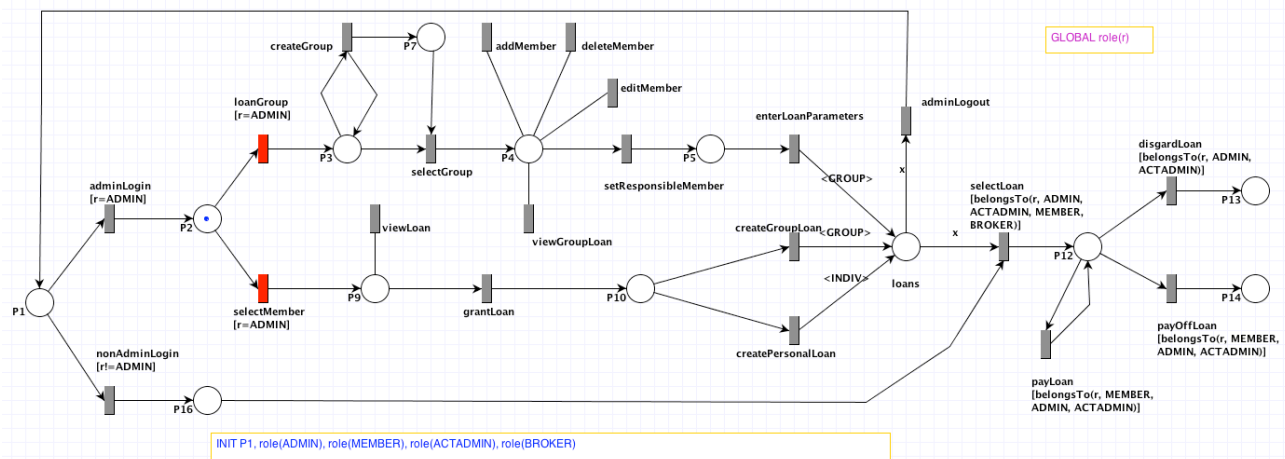 GLOBAL role(r)
createGroup
P7
addMember
deleteMember
editMember
loanGroup
[r=ADMIN]
adminLogout
enterLoanParameters
P3
selectGroup
P4
setResponsibleMember
P5
disgardLoan
[belongsTo(r, ADMIN,
ACTADMIN)]
x
<GROUP>
adminLogin
[r=ADMIN]
selectLoan
[belongsTo(r, ADMIN,
ACTADMIN, MEMBER,
BROKER)]
P13
P2
viewLoan
viewGroupLoan
createGroupLoan
<GROUP>
x
P12
<INDIV>
loans
P1
selectMember
[r=ADMIN]
P9
grantLoan
P10
P14
createPersonalLoan
payOffLoan
[belongsTo(r, MEMBER,
ADMIN, ACTADMIN)]
nonAdminLogin
[r!=ADMIN]
payLoan
[belongsTo(r, MEMBER,
ADMIN, ACTADMIN)]
P16
INIT P1, role(ADMIN), role(MEMBER), role(ACTADMIN), role(BROKER)